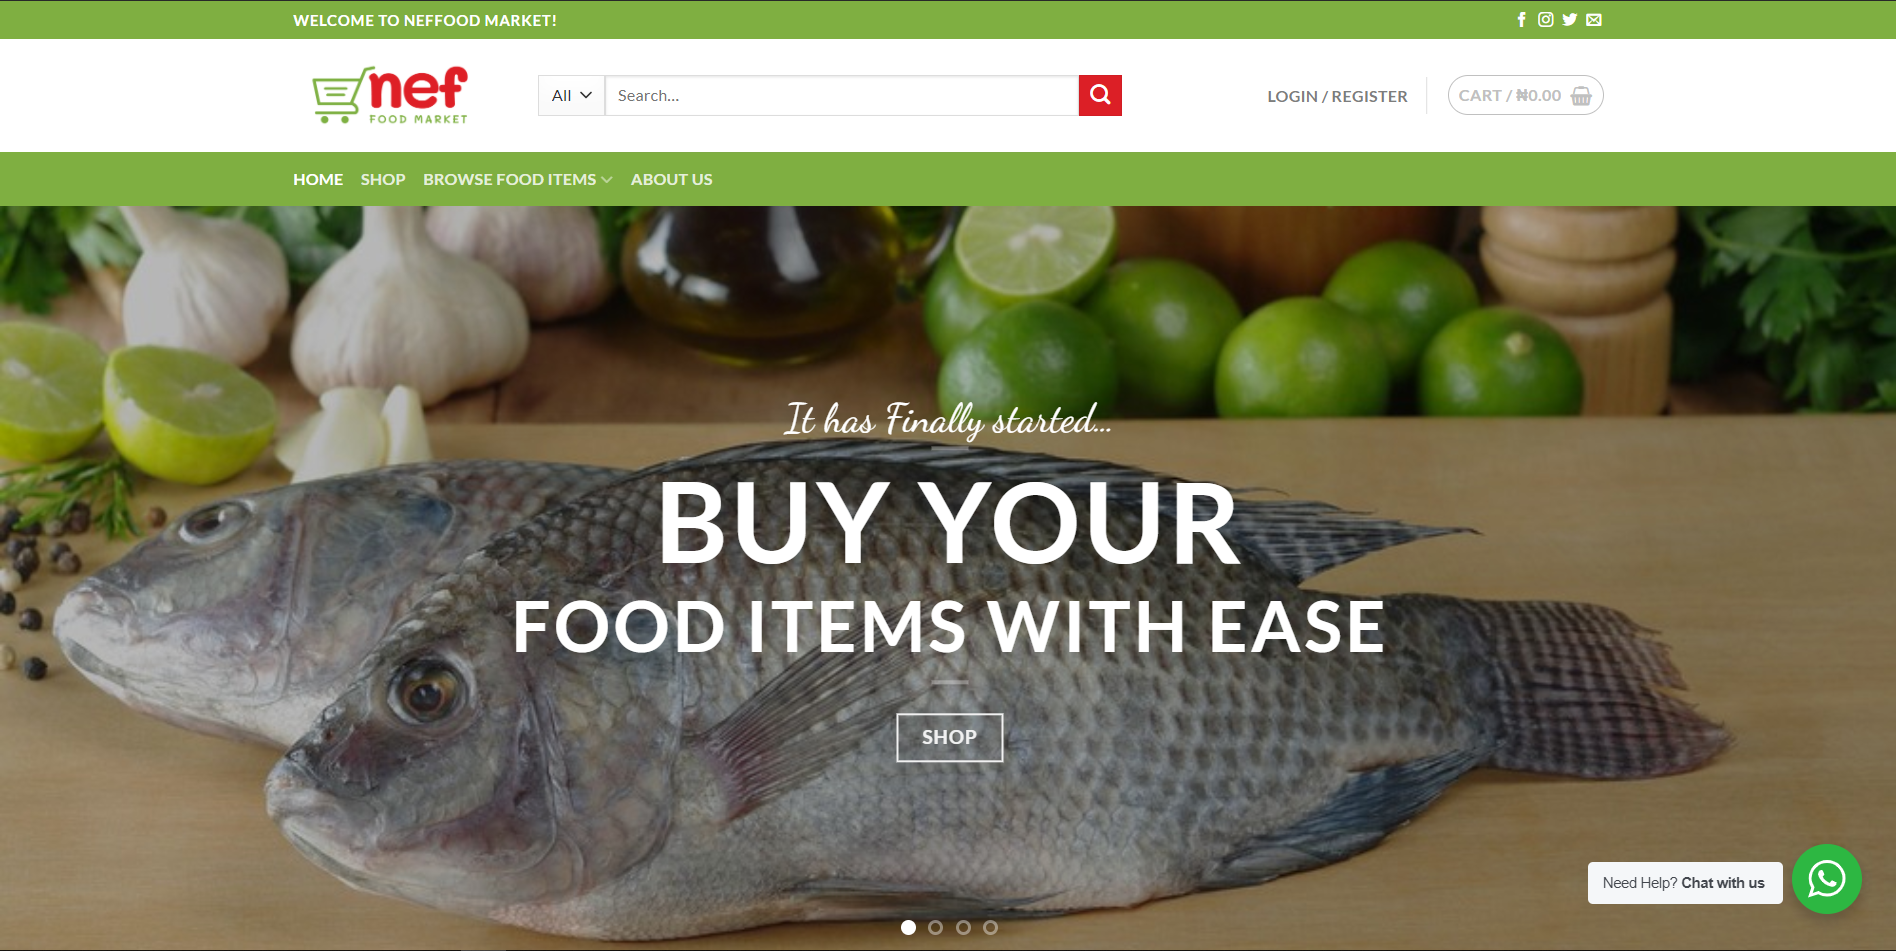 WELCOME TO NEFFOOD MARKET!
nef
FOOD MARKET
All
Search...
LOGIN / REGISTER
CART / ₦0.00
HOME
SHOP
BROWSE FOOD ITEMS
ABOUT US
It has Finally started...
BUY YOUR
FOOD ITEMS WITH EASE
SHOP
Need Help? Chat with us